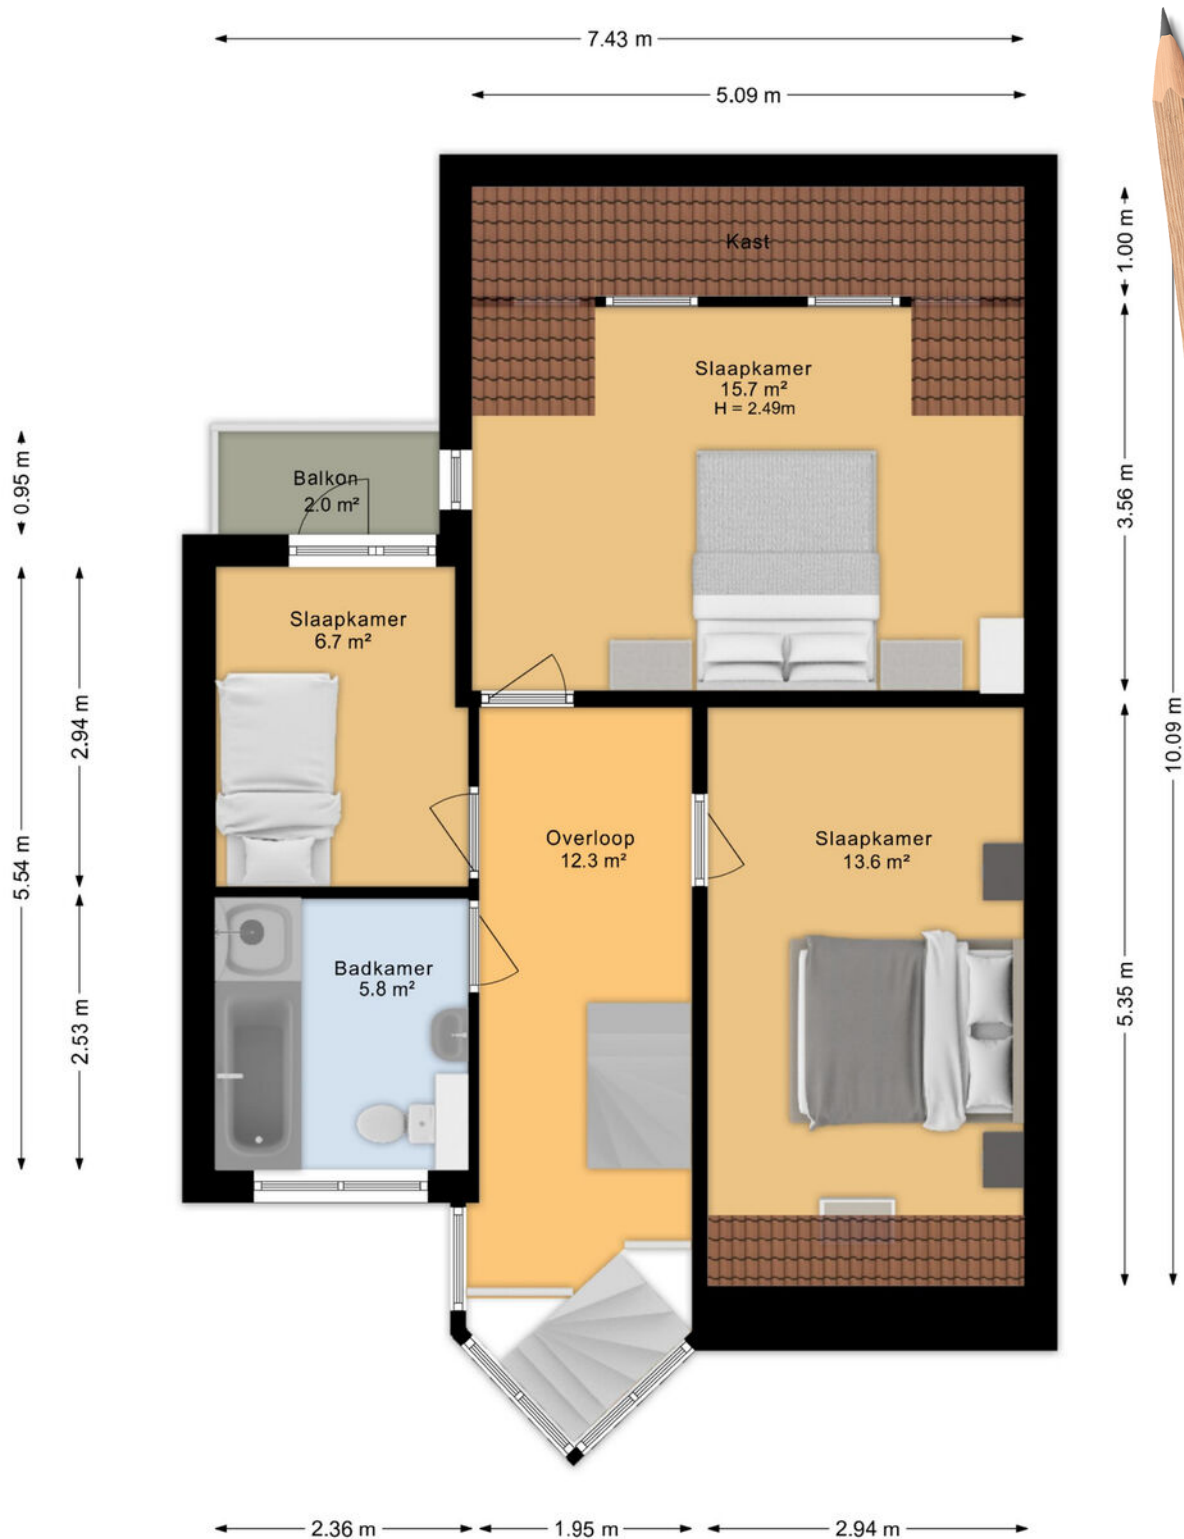 7.43 m
5.09 m
1.00 m
Kast
Slaapkamer
15.7 m²
H = 2.49m
3.56 m
0.95 m
Balkon
2.0 m²
Slaapkamer
6.7 m²
2.94 m
5.54 m
10.09 m
Overloop
12.3 m²
Slaapkamer
13.6 m²
Badkamer
5.8 m²
2.53 m
5.35 m
2.36 m
1.95 m
2.94 m